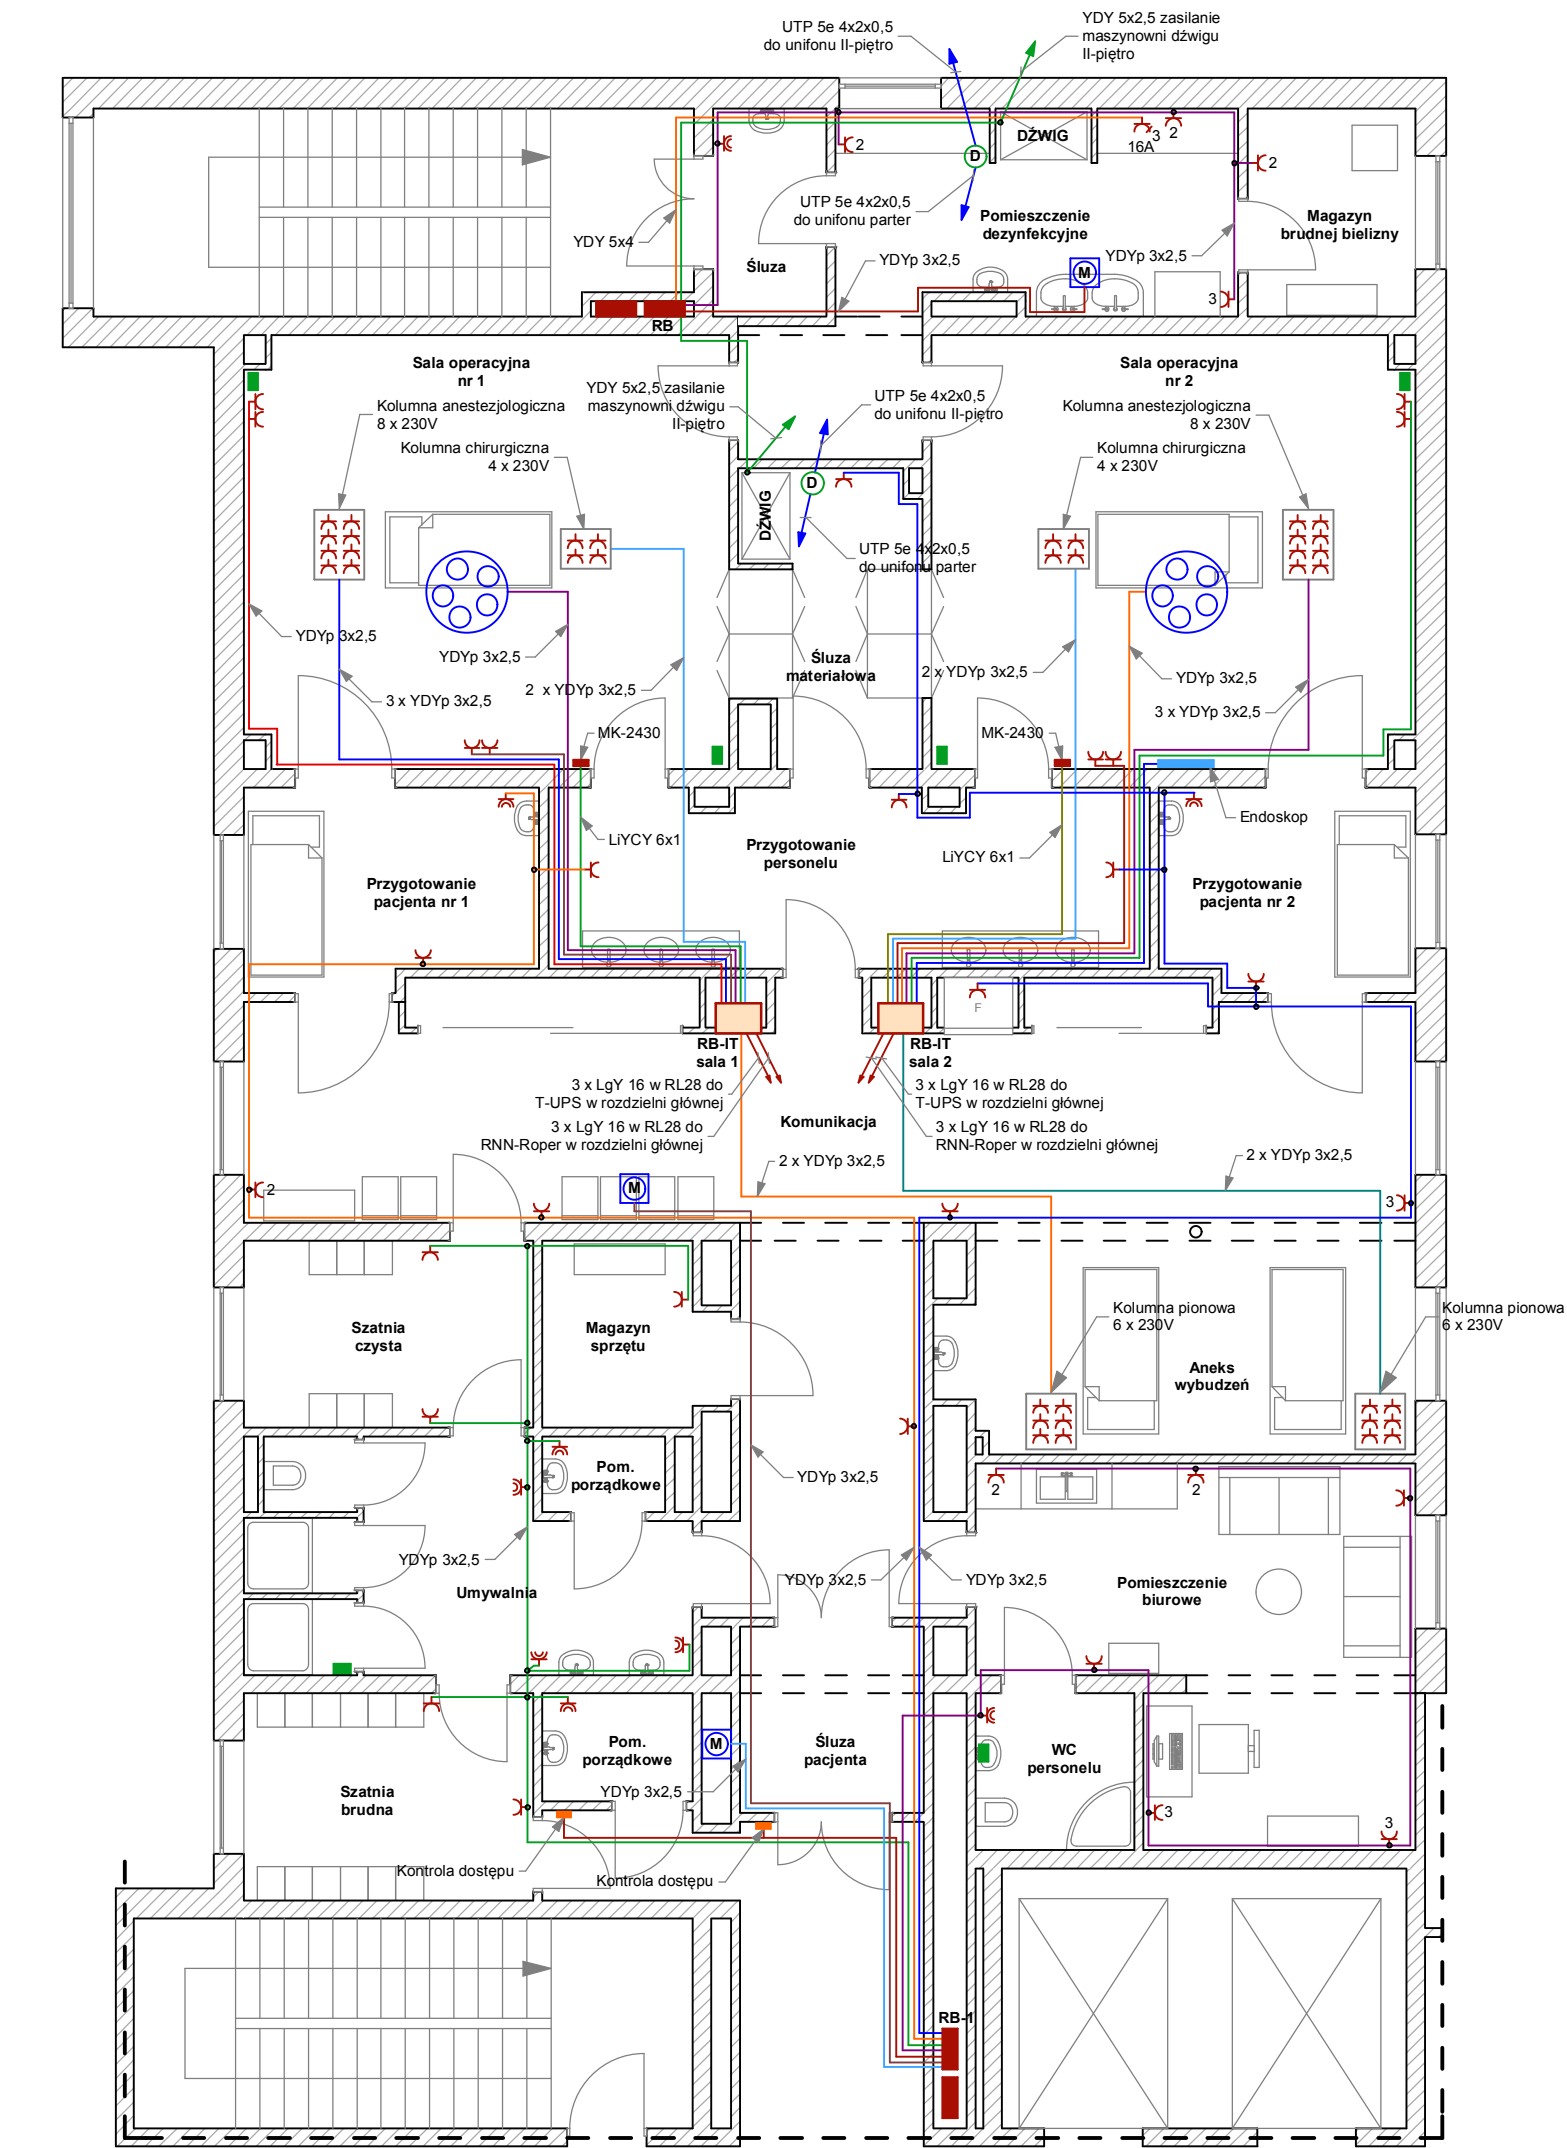 UTP 5e 4x2x0,5
do unifonu II-piętro
YDY 5x2,5 zasilanie
maszynowni dźwigu
II-piętro
DŹWIG
3
2
16A
2
D
2
UTP 5e 4x2x0,5
do unifonu parter
Pomieszczenie
dezynfekcyjne
Magazyn
brudnej bielizny
YDY 5x4
Śluza
YDYp 3x2,5
M
YDYp 3x2,5
3
RB
Sala operacyjna
nr 1
Sala operacyjna
nr 2
YDY 5x2,5 zasilanie
maszynowni dźwigu
II-piętro
UTP 5e 4x2x0,5
do unifonu II-piętro
Kolumna anestezjologiczna
8 x 230V
Kolumna anestezjologiczna
8 x 230V
Kolumna chirurgiczna
4 x 230V
Kolumna chirurgiczna
4 x 230V
D
DŹWIG
UTP 5e 4x2x0,5
do unifonu parter
YDYp 3x2,5
YDYp 3x2,5
Śluza
materiałowa
2 x YDYp 3x2,5
2 x YDYp 3x2,5
YDYp 3x2,5
3 x YDYp 3x2,5
3 x YDYp 3x2,5
MK-2430
MK-2430
Endoskop
LiYCY 6x1
Przygotowanie
personelu
LiYCY 6x1
Przygotowanie
pacjenta nr 1
Przygotowanie
pacjenta nr 2
F
RB-IT
sala 1
RB-IT
sala 2
3 x LgY 16 w RL28 do
T-UPS w rozdzielni głównej
3 x LgY 16 w RL28 do
T-UPS w rozdzielni głównej
Komunikacja
3 x LgY 16 w RL28 do
RNN-Roper w rozdzielni głównej
3 x LgY 16 w RL28 do
RNN-Roper w rozdzielni głównej
2 x YDYp 3x2,5
2 x YDYp 3x2,5
2
M
3
Kolumna pionowa
6 x 230V
Kolumna pionowa
6 x 230V
Szatnia
czysta
Magazyn
sprzętu
Aneks
wybudzeń
Pom.
porządkowe
YDYp 3x2,5
2
2
YDYp 3x2,5
YDYp 3x2,5
YDYp 3x2,5
Umywalnia
Pomieszczenie
biurowe
M
Pom.
porządkowe
Śluza
pacjenta
WC
personelu
YDYp 3x2,5
Szatnia
brudna
3
3
Kontrola dostępu
Kontrola dostępu
RB-1